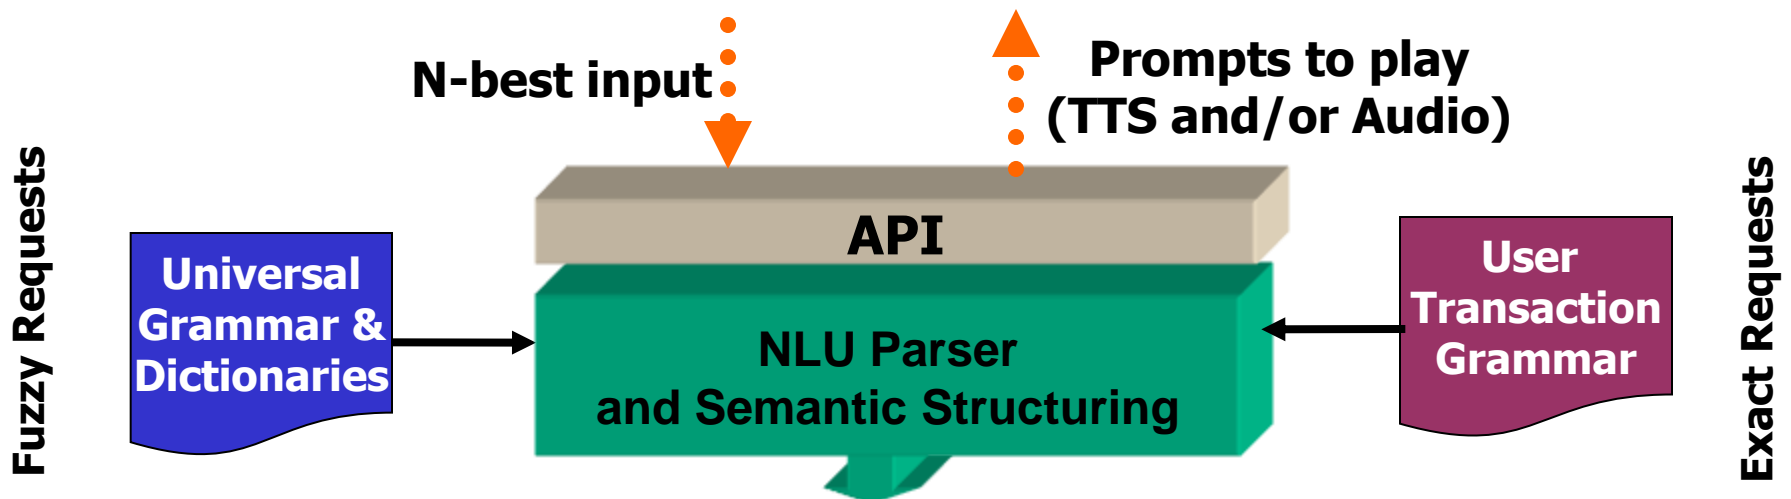 N-best input
Prompts to play
(TTS and/or Audio)
Fuzzy Requests
Universal
Grammar &
Dictionaries
API
NLU Parser
and Semantic Structuring
User
Transaction
Grammar
Exact Requests